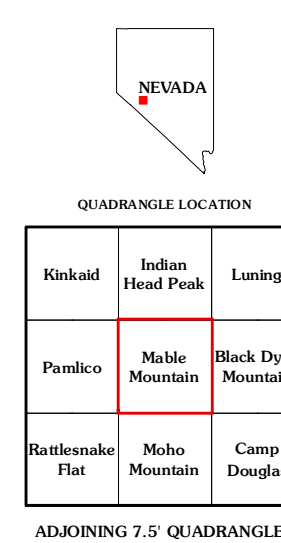 NEVADA
QUADRANGLE LOCATION
Kinkaid
Indian
Head Peak
Luning
Pamlico
Mable
Mountain
Black Dy
Mountai
Rattlesnake
Flat
Moho
Mountain
Camp
Dougla
ADJOINING 7.5' QUADRANGLE